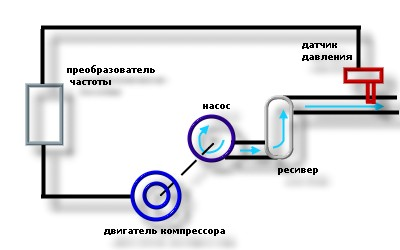 датчик
давления
преобразователь
частоты
насос
ресивер
двигатель компрессора